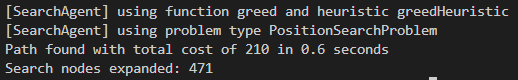 [SearchAgent] using function greed and heuristic greedHeuristic
[SearchAgent] using problem type PositionSearchProblem
Path found with total cost of 210 in 0.6 seconds
Search nodes expanded: 471